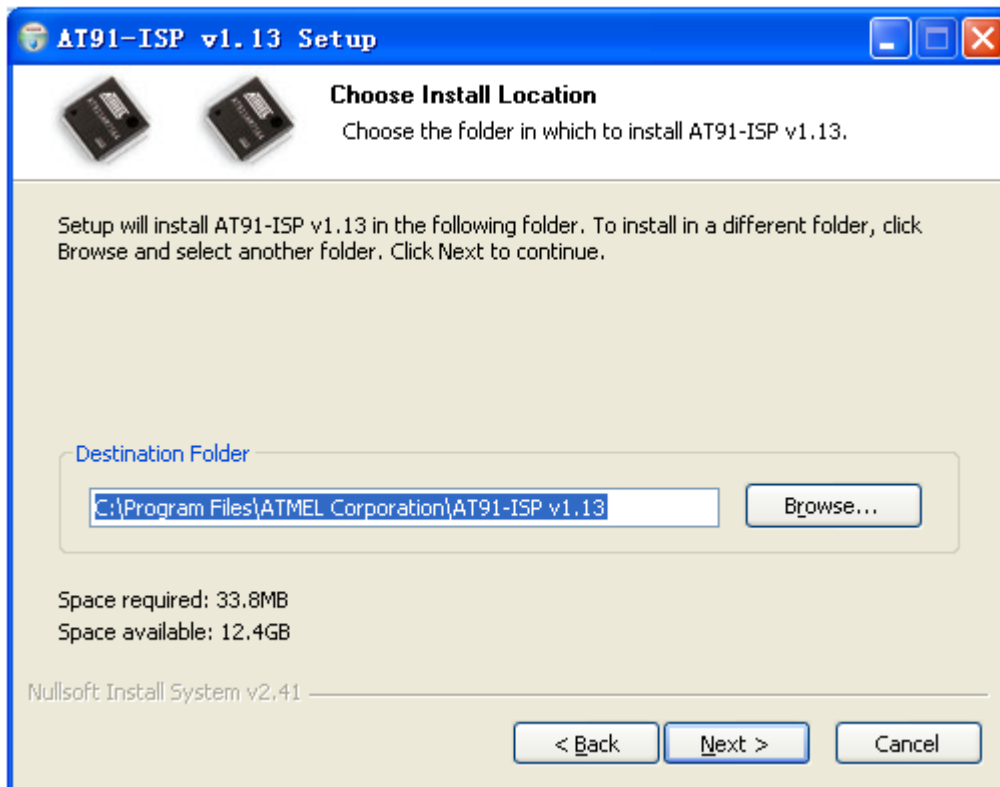 AT91-ISP v1.13 Setup
Choose Install Location
Choose the folder in which to install AT91-ISP v1.13.
Setup will install AT91-ISP v1.13 in the following folder. To install in a different folder, click
Browse and select another folder. Click Next to continue.
Destination Folder
C:\Program Files\ATMEL Corporation\AT91-ISP v1.13
Browse...
Space required: 33.8MB
Space available: 12.4GB
Nullsoft Install System v2.41
< Back
Next >
Cancel